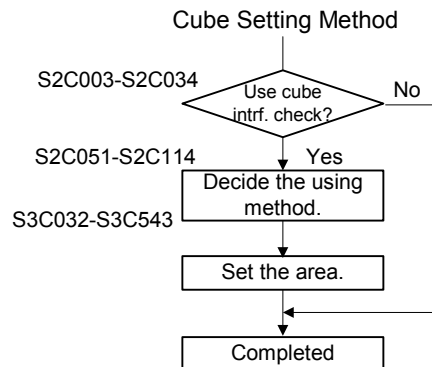 Cube Setting Method
S2C003-S2C034
Use cube
intrf. check?
No
S2C051-S2C114
Yes
Decide the using
method.
S3C032-S3C543
Set the area.
Completed